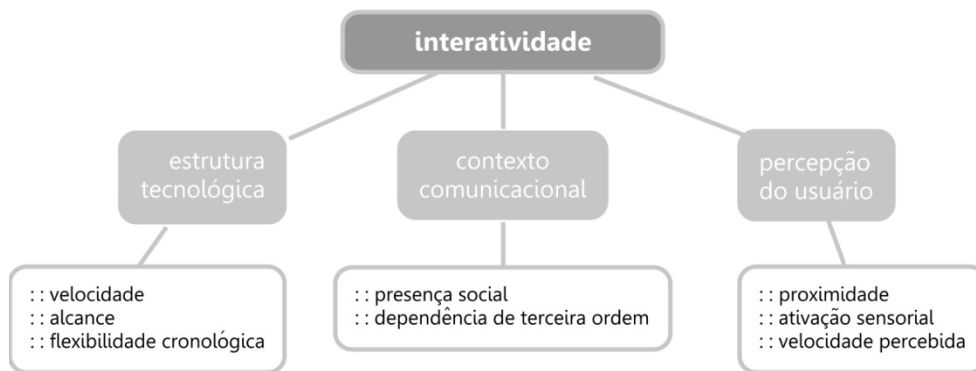 interatividade
estrutura
tecnológica
contexto
comunicacional
percepção
do usuário
: : velocidade
: : alcance
: : flexibilidade cronológica
: : presença social
: : dependência de terceira ordem
: : proximidade
: : ativação sensorial
: : velocidade percebida